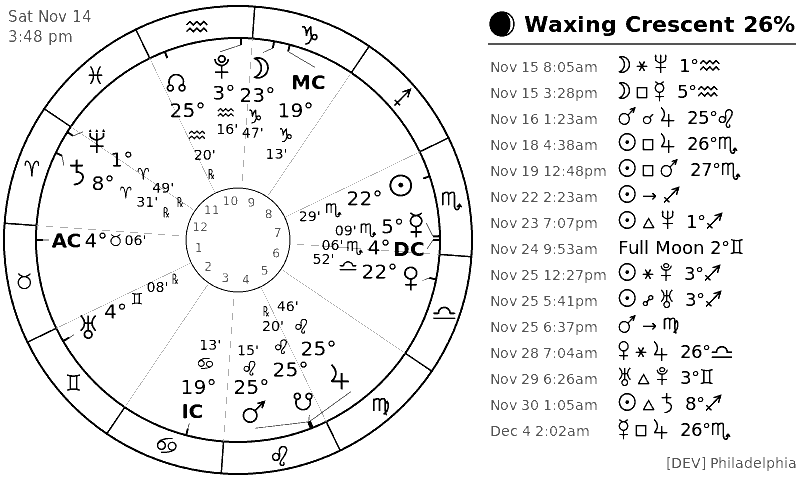 Sat Nov 14
3:48 pm
♒ ♑
♓ ♐
☊ ♇ ☽ MC
25° 3° 23° 19°
♒ ♒ ♑ ♑
16' 47'
20' 13'
℞
♆ 1° ♈ 49' ℞
♄ 8° ♈ 31' ℞
♈ ♏
22° ☉
29' ♏
09' ♏ 5° ☿
06' ♏ 4° DC
52' ♎ 22° ♀
AC 4° ♉ 06'
10 9
11 8
12 7
1 6
2 5
3 4
♉ ♎
♅ 4° ♊ 08' ℞
℞ 46'
20' ♌
13' 15' ♌ 25°
♋ ♌ 25°
19° 25°
IC ♂ ☋ ♃
♊ ♍
♋ ♌
Waxing Crescent 26%
Nov 15 8:05am ☽ ⚹ ♆ 1°♒
Nov 15 3:28pm ☽ □ ☿ 5°♒
Nov 16 1:23am ♂ ☌ ♃ 25°♌
Nov 18 4:38am ☉ □ ♃ 26°♏
Nov 19 12:48pm ☉ □ ♂ 27°♏
Nov 22 2:23am ☉ → ♐
Nov 23 7:07pm ☉ △ ♆ 1°♐
Nov 24 9:53am Full Moon 2°♊
Nov 25 12:27pm ☉ ⚹ ♇ 3°♐
Nov 25 5:41pm ☉ ☍ ♅ 3°♐
Nov 25 6:37pm ♂ → ♍
Nov 28 7:04am ♀ ⚹ ♃ 26°♎
Nov 29 6:26am ♅ △ ♇ 3°♊
Nov 30 1:05am ☉ △ ♄ 8°♐
Dec 4 2:02am ☿ □ ♃ 26°♏
[DEV] Philadelphia